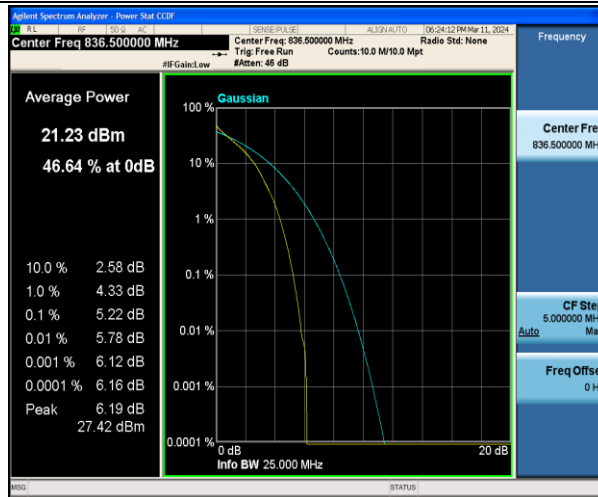 Agilent Spectrum Analyzer - Power Stat CCDF
RL RF 50 Ω AC SENSE:PULSE ALIGN AUTO 06:24:12 PM Mar 11, 2024
Center Freq 836.500000 MHz
Center Freq: 836.500000 MHz Radio Std: None
Trig: Free Run Counts:10.0 M/10.0 Mpt
#IFGain:Low #Atten: 46 dB
Frequency
Average Power
21.23 dBm
46.64 % at 0dB
10.0 % 2.58 dB
1.0 % 4.33 dB
0.1 % 5.22 dB
0.01 % 5.78 dB
0.001 % 6.12 dB
0.0001 % 6.16 dB
Peak 6.19 dB
27.42 dBm
Gaussian
100 %
10 %
1 %
0.1 %
0.01 %
0.001 %
0.0001 %
0 dB 20 dB
Info BW 25.000 MHz
Center Fre
836.500000 MH
CF Ste
5.000000 MH
Auto Ma
Freq Offse
0 H
MSG STATUS